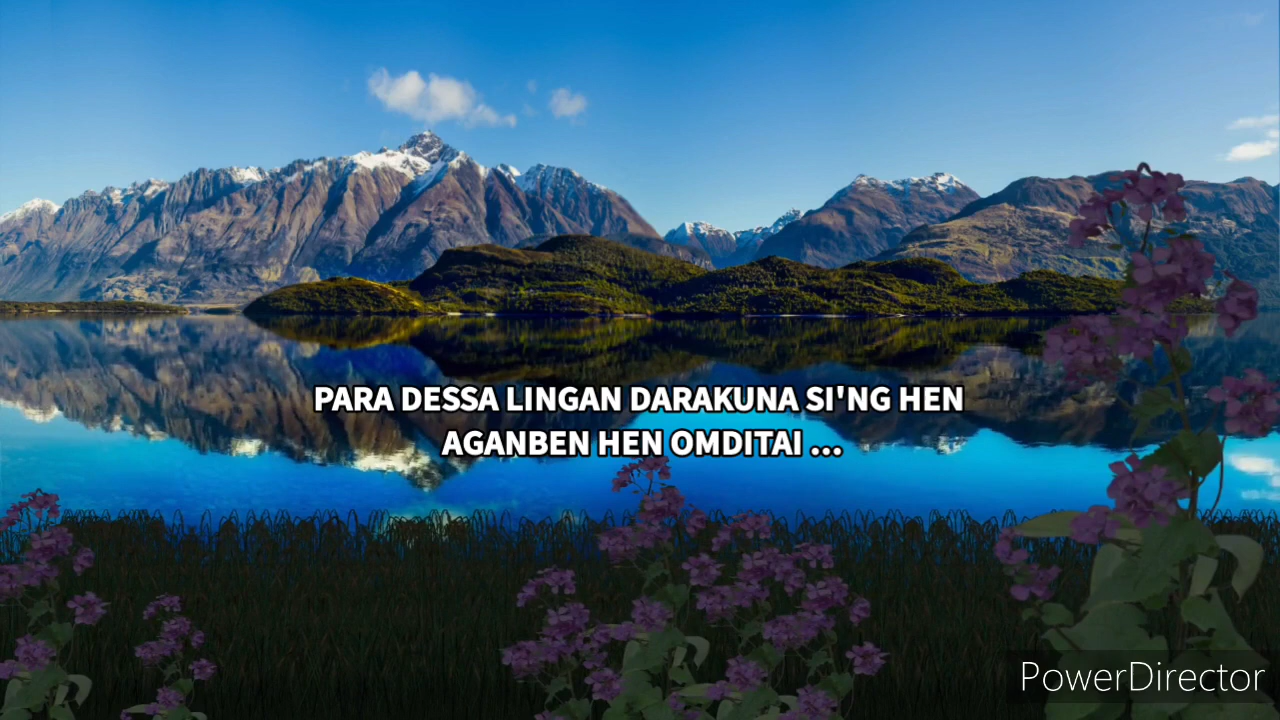 PARA DESSA LINGAN DARAKUNA SI'NG HEN
AGANBEN HEN OMDITAI ...
PowerDirector